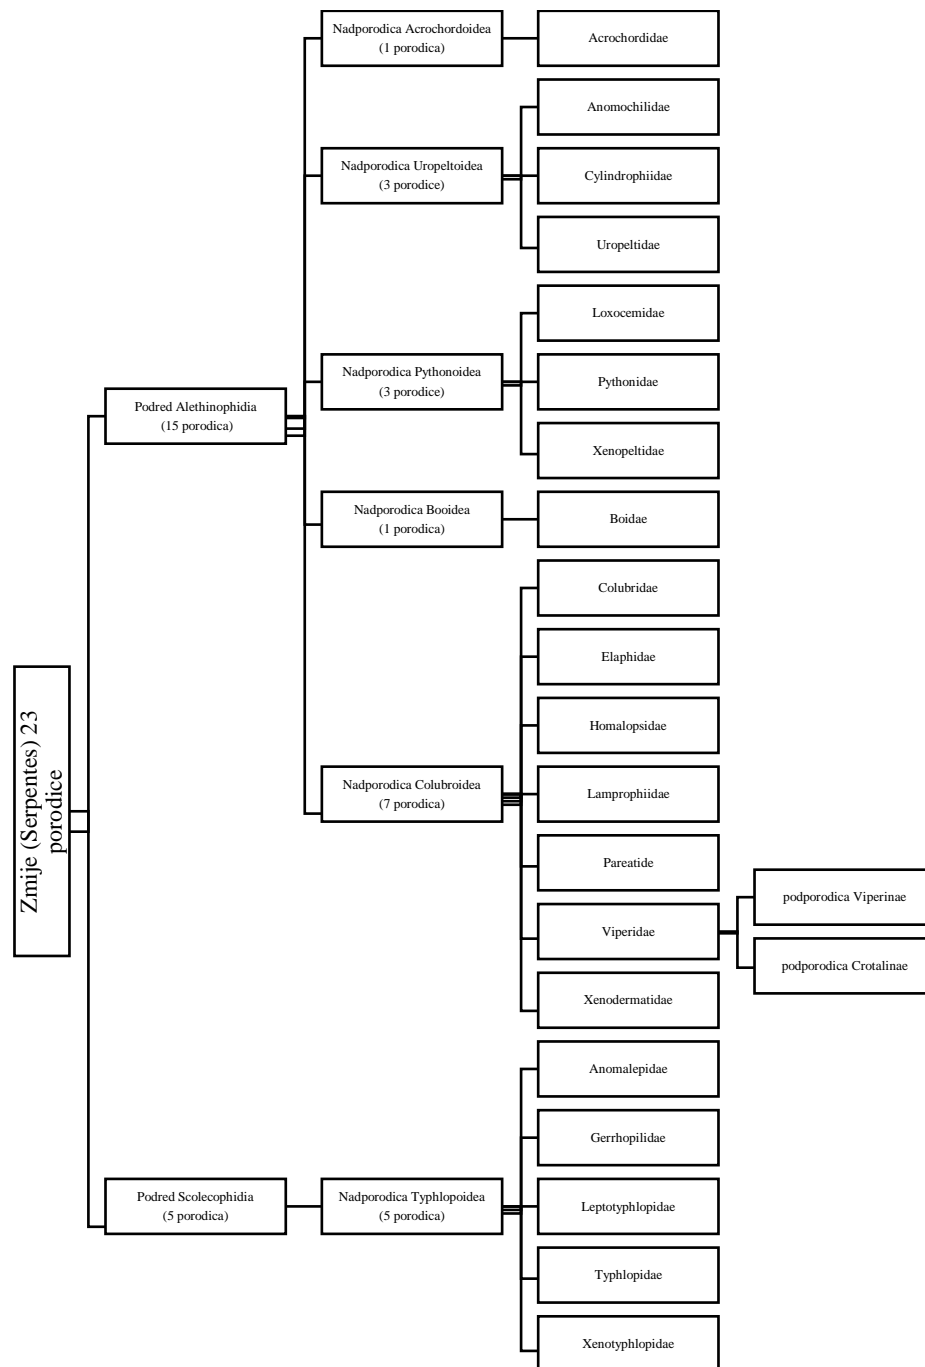 Zmije (Serpentes) 23
porodice
Podred Alethinophidia
(15 porodica)
Nadporodica Acrochordoidea
(1 porodica)
Acrochordidae
Nadporodica Uropeltoidea
(3 porodice)
Anomochilidae
Cylindrophiidae
Uropeltidae
Nadporodica Pythonoidea
(3 porodice)
Loxocemidae
Pythonidae
Xenopeltidae
Nadporodica Booidea
(1 porodica)
Boidae
Nadporodica Colubroidea
(7 porodica)
Colubridae
Elaphidae
Homalopsidae
Lamprophiidae
Pareatide
Viperidae
podporodica Viperinae
podporodica Crotalinae
Xenodermatidae
Podred Scolecophidia
(5 porodica)
Nadporodica Typhlopoidea
(5 porodica)
Anomalepidae
Gerrhopilidae
Leptotyphlopidae
Typhlopidae
Xenotyphlopidae